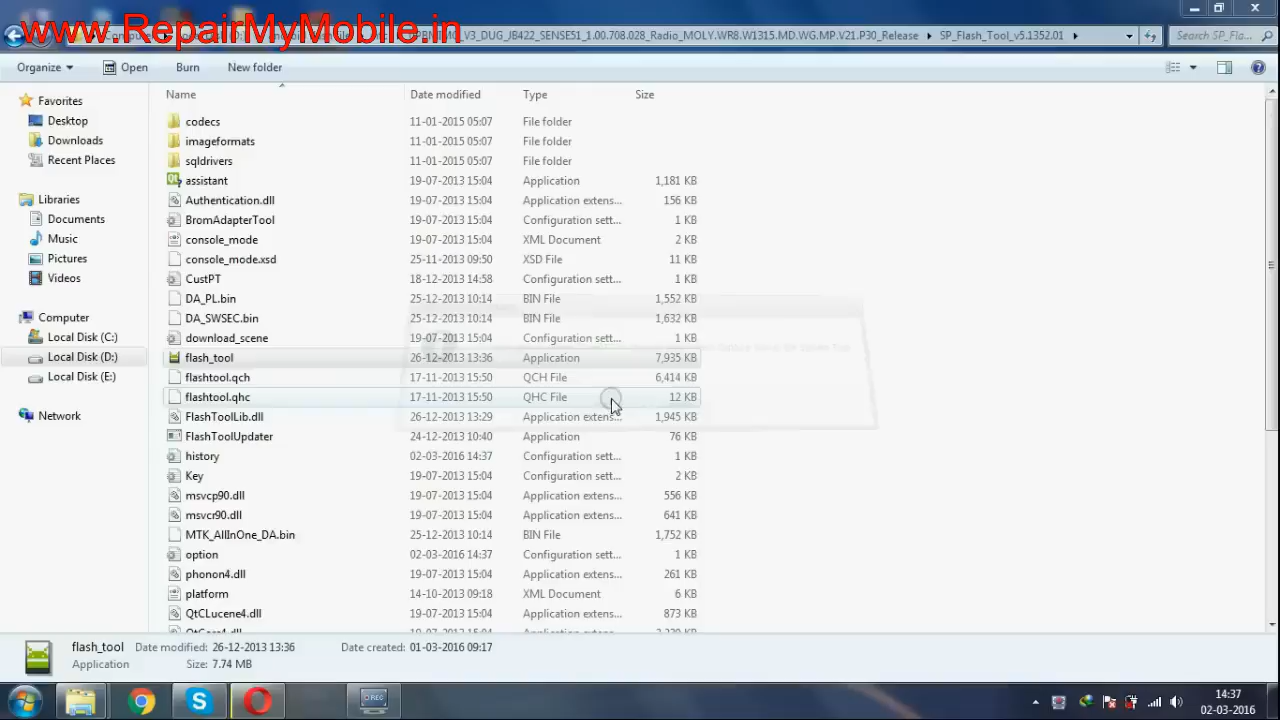 www.RepairMyMobile.in
V3_DUG_JB422_SENSE51_1.00.708.028_Radio_MOLY.WR8.W1315.MD.WG.MP.V21.P30_Release SP_Flash_Tool_v5.1352.01 Search SP_Fla...
Organize Open Burn New folder
Name Date modified Type Size
Favorites
Desktop
Downloads
Recent Places
Libraries
Documents
Music
Pictures
Videos
Computer
Local Disk (C:)
Local Disk (D:)
Local Disk (E:)
Network
codecs 11-01-2015 05:07 File folder
imageformats 11-01-2015 05:07 File folder
sqldrivers 11-01-2015 05:07 File folder
assistant 19-07-2013 15:04 Application 1,181 KB
Authentication.dll 19-07-2013 15:04 Application extens... 156 KB
BromAdapterTool 19-07-2013 15:04 Configuration sett... 1 KB
console_mode 19-07-2013 15:04 XML Document 2 KB
console_mode.xsd 25-11-2013 09:50 XSD File 11 KB
CustPT 18-12-2013 14:58 Configuration sett... 1 KB
DA_PL.bin 25-12-2013 10:14 BIN File 1,552 KB
DA_SWSEC.bin 25-12-2013 10:14 BIN File 1,632 KB
download_scene 19-07-2013 15:04 Configuration sett... 1 KB
flash_tool 26-12-2013 13:36 Application 7,935 KB
flashtool.qch 17-11-2013 15:50 QCH File 6,414 KB
flashtool.qhc 17-11-2013 15:50 QHC File 12 KB
FlashToolLib.dll 26-12-2013 13:29 Application extens... 1,945 KB
FlashToolUpdater 24-12-2013 10:40 Application 76 KB
history 02-03-2016 14:37 Configuration sett... 1 KB
Key 19-07-2013 15:04 Configuration sett... 2 KB
msvcp90.dll 19-07-2013 15:04 Application extens... 556 KB
msvcr90.dll 19-07-2013 15:04 Application extens... 641 KB
MTK_AllInOne_DA.bin 25-12-2013 10:14 BIN File 1,752 KB
option 02-03-2016 14:37 Configuration sett... 1 KB
phonon4.dll 19-07-2013 15:04 Application extens... 261 KB
platform 14-10-2013 09:18 XML Document 6 KB
QtCLucene4.dll 19-07-2013 15:04 Application extens... 873 KB
flash_tool Date modified: 26-12-2013 13:36 Date created: 01-03-2016 09:17
Application Size: 7.74 MB
REC
14:37
02-03-2016